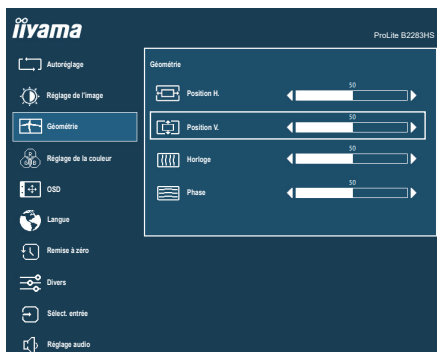 iiyama
ProLite B2283HS
Autoréglage
Réglage de l'image
Géométrie
Réglage de la couleur
R
G B
OSD
Langue
Remise à zéro
Divers
Sélect. entrée
Réglage audio
Géométrie
Position H.
50
Position V.
50
Horloge
50
Phase
50